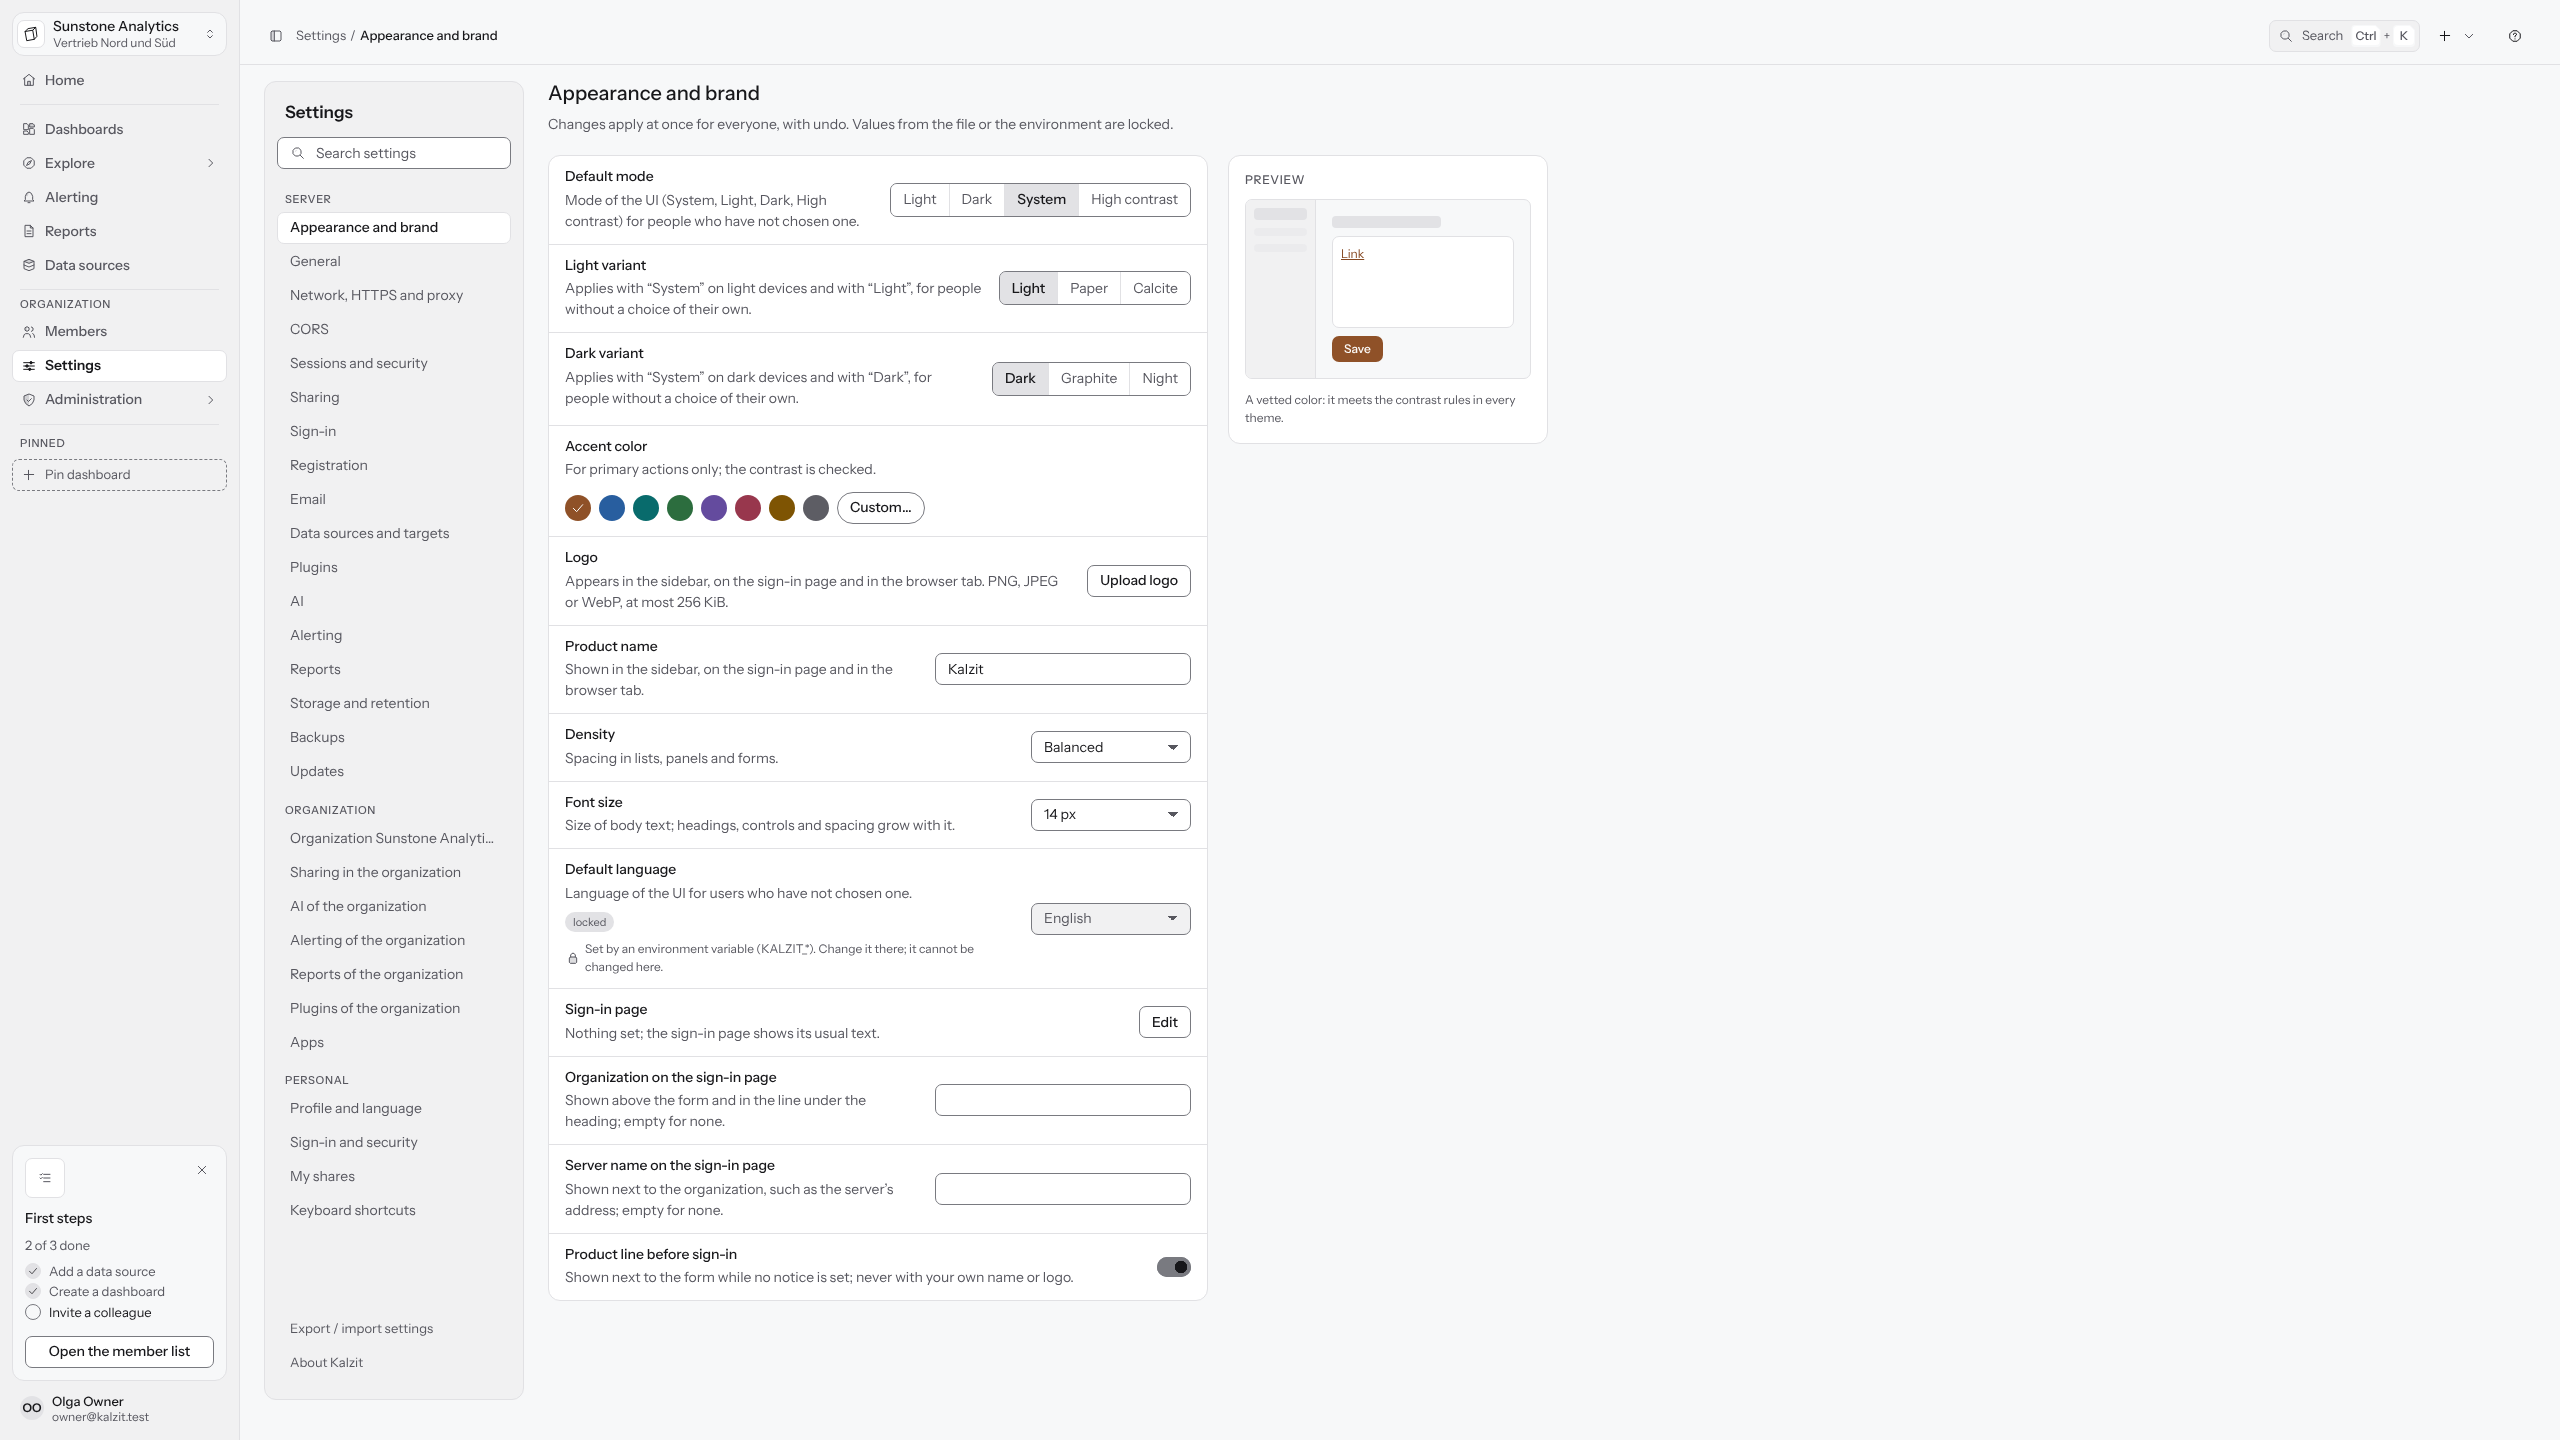 Sunstone Analytics
Vertrieb Nord und Süd
Home
Dashboards
Explore
Alerting
Reports
Data sources
ORGANIZATION
Members
Settings
Administration
PINNED
Pin dashboard
First steps
2 of 3 done
Add a data source
Create a dashboard
Invite a colleague
Open the member list
OO
Olga Owner
owner@kalzit.test
Settings / Appearance and brand
Search Ctrl + K
Settings
Search settings
SERVER
Appearance and brand
General
Network, HTTPS and proxy
CORS
Sessions and security
Sharing
Sign-in
Registration
Email
Data sources and targets
Plugins
AI
Alerting
Reports
Storage and retention
Backups
Updates
ORGANIZATION
Organization Sunstone Analyti...
Sharing in the organization
AI of the organization
Alerting of the organization
Reports of the organization
Plugins of the organization
Apps
PERSONAL
Profile and language
Sign-in and security
My shares
Keyboard shortcuts
Export / import settings
About Kalzit
Appearance and brand
Changes apply at once for everyone, with undo. Values from the file or the environment are locked.
Default mode
Mode of the UI (System, Light, Dark, High
contrast) for people who have not chosen one.
Light Dark System High contrast
Light variant
Applies with “System” on light devices and with “Light”, for people
without a choice of their own.
Light Paper Calcite
Dark variant
Applies with “System” on dark devices and with “Dark”, for
people without a choice of their own.
Dark Graphite Night
Accent color
For primary actions only; the contrast is checked.
Custom...
Logo
Appears in the sidebar, on the sign-in page and in the browser tab. PNG, JPEG
or WebP, at most 256 KiB.
Upload logo
Product name
Shown in the sidebar, on the sign-in page and in the
browser tab.
Kalzit
Density
Spacing in lists, panels and forms.
Balanced
Font size
Size of body text; headings, controls and spacing grow with it.
14 px
Default language
Language of the UI for users who have not chosen one.
locked
Set by an environment variable (KALZIT_*). Change it there; it cannot be
changed here.
English
Sign-in page
Nothing set; the sign-in page shows its usual text.
Edit
Organization on the sign-in page
Shown above the form and in the line under the
heading; empty for none.
Server name on the sign-in page
Shown next to the organization, such as the server’s
address; empty for none.
Product line before sign-in
Shown next to the form while no notice is set; never with your own name or logo.
PREVIEW
Link
Save
A vetted color: it meets the contrast rules in every
theme.